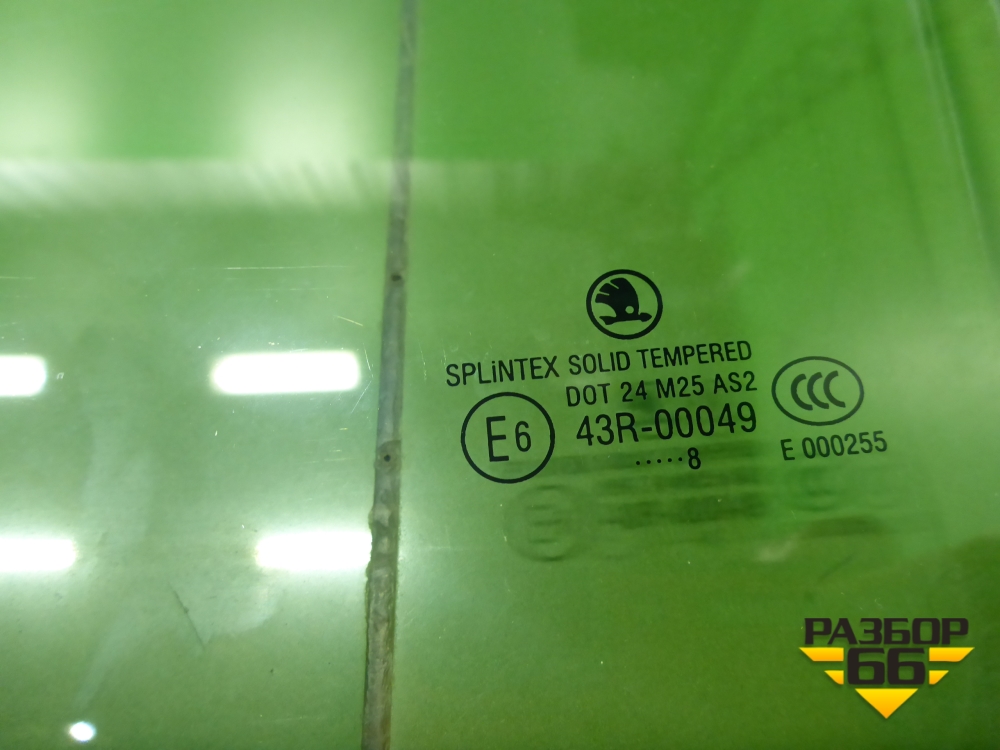 SPLiNTEX SOLID TEMPERED
DOT 24 M25 AS2
E6
43R-00049
.....8
CCC
E 000255
РАЗБОР
66